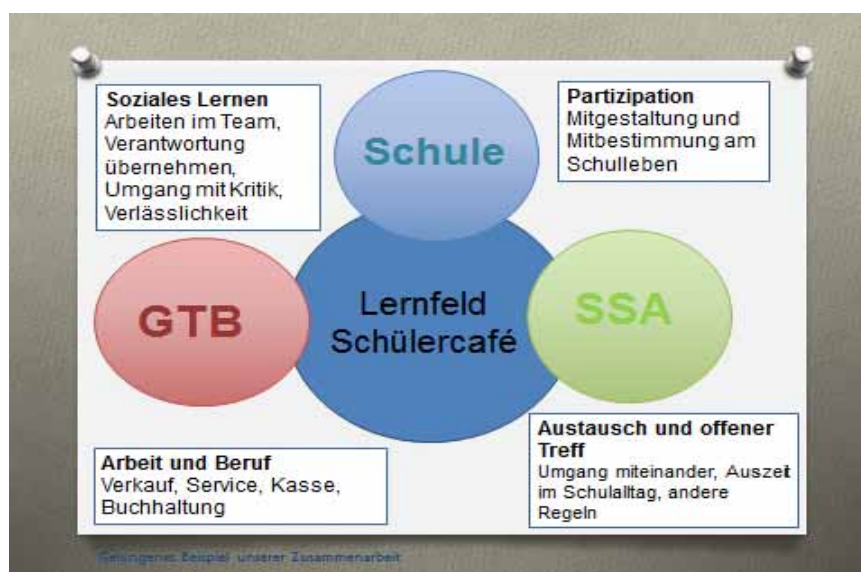 Soziales Lernen
Arbeiten im Team,
Verantwortung
übernehmen,
Umgang mit Kritik,
Verlässlichkeit
Schule
Partizipation
Mitgestaltung und
Mitbestimmung am
Schulleben
GTB
Lernfeld
Schülercafé
SSA
Arbeit und Beruf
Verkauf, Service, Kasse,
Buchhaltung
Austausch und offener
Treff
Umgang miteinander, Auszeit
im Schulalltag, andere
Regeln
Gelungenes Beispiel unserer Zusammenarbeit